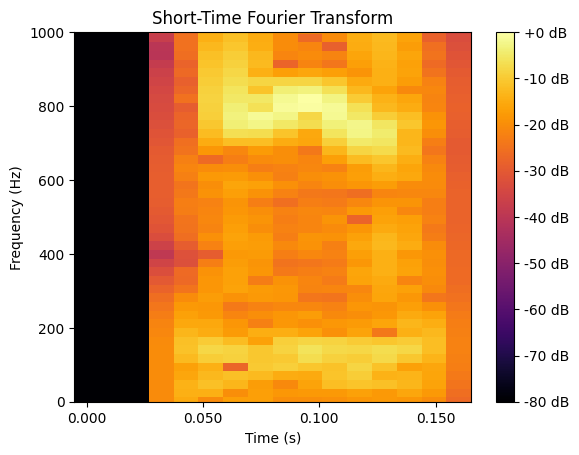 Short-Time Fourier Transform
Frequency (Hz)
1000
800
600
400
200
0
0.000
0.050
0.100
0.150
Time (s)
+0 dB
-10 dB
-20 dB
-30 dB
-40 dB
-50 dB
-60 dB
-70 dB
-80 dB